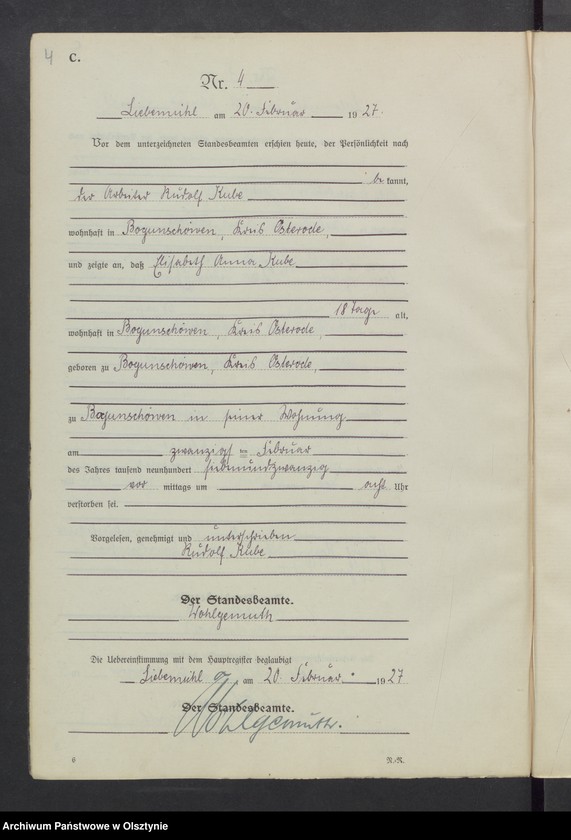 4
C.
Nr. 4
Liebemühl am 20. Februar 1927.
Vor dem unterzeichneten Standesbeamten erschien heute, der Persönlichkeit nach
bekannt,
der Arbeiter Rudolf Kube
wohnhaft in Bogunschöwen, Kreis Osterode,
und zeigte an, daß Elisabeth Anna Kube
18 Tage alt,
wohnhaft in Bogunschöwen, Kreis Osterode,
geboren zu Bogunschöwen, Kreis Osterode,
zu Bogunschöwen in seiner Wohnung
am zwanzigsten Februar
des Jahres tausend neunhundert siebenundzwanzig
vor mittags um acht Uhr
verstorben sei.
Vorgelesen, genehmigt und unterschrieben
Rudolf Kube
Der Standesbeamte.
Wohlgemuth
Die Uebereinstimmung mit dem Hauptregister beglaubigt
Liebemühl am 20. Februar 1927
Der Standesbeamte.
Wohlgemuth.
6 R.-R.
Archiwum Państwowe w Olsztynie